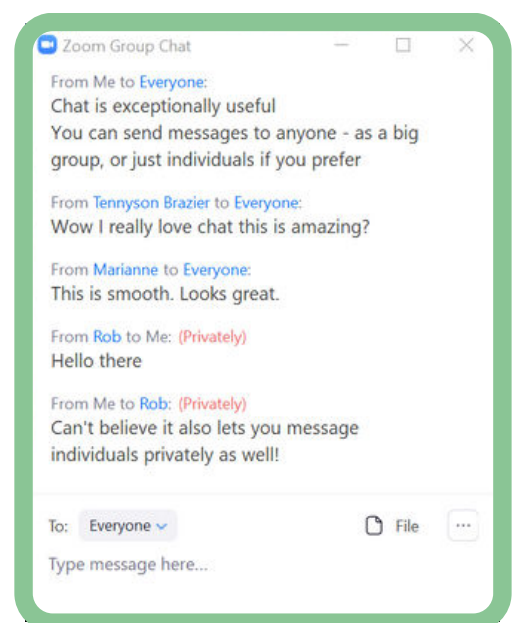 Zoom Group Chat
From Me to Everyone:
Chat is exceptionally useful
You can send messages to anyone - as a big
group, or just individuals if you prefer
From Tennyson Brazier to Everyone:
Wow I really love chat this is amazing?
From Marianne to Everyone:
This is smooth. Looks great.
From Rob to Me: (Privately)
Hello there
From Me to Rob: (Privately)
Can't believe it also lets you message
individuals privately as well!
To: Everyone File ...
Type message here...